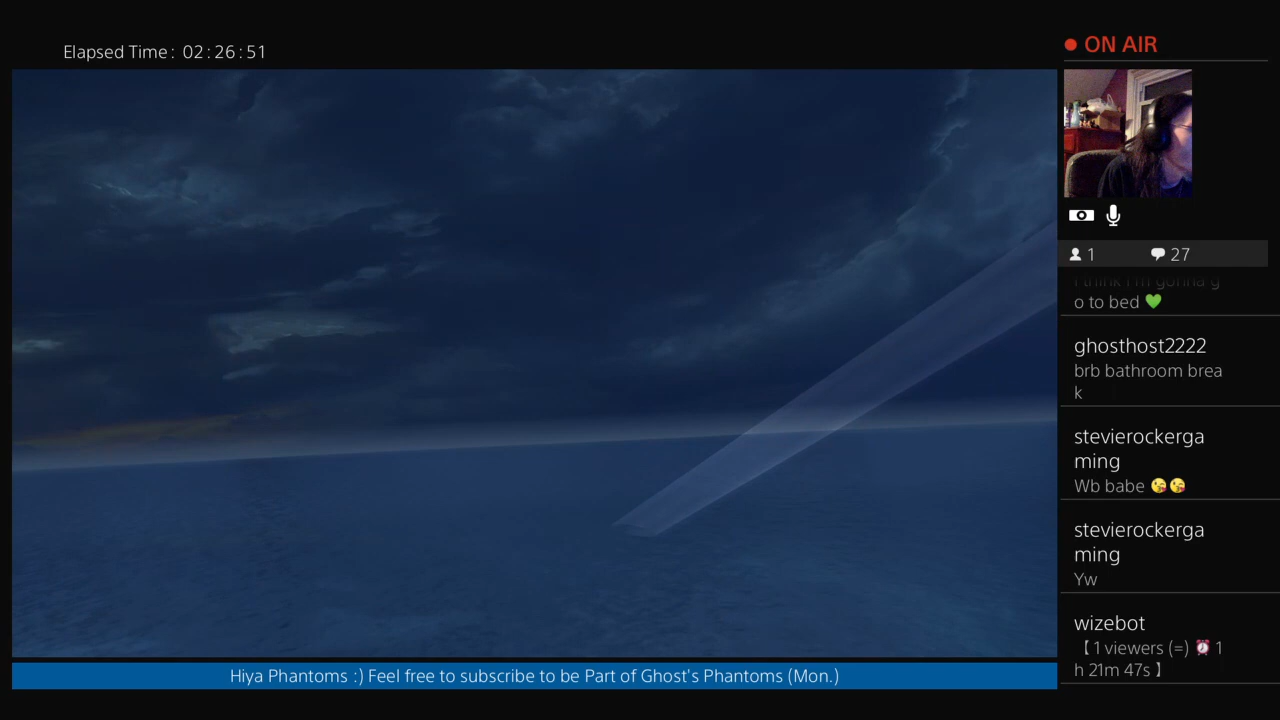 Elapsed Time: 02:26:51
ON AIR
1 27
I think I'm gonna g
o to bed 💚
ghosthost2222
brb bathroom brea
k
stevierockerga
ming
Wb babe 😘😘
stevierockerga
ming
Yw
wizebot
【1 viewers (=) ⏰ 1
h 21m 47s 】
Hiya Phantoms :) Feel free to subscribe to be Part of Ghost's Phantoms (Mon.)